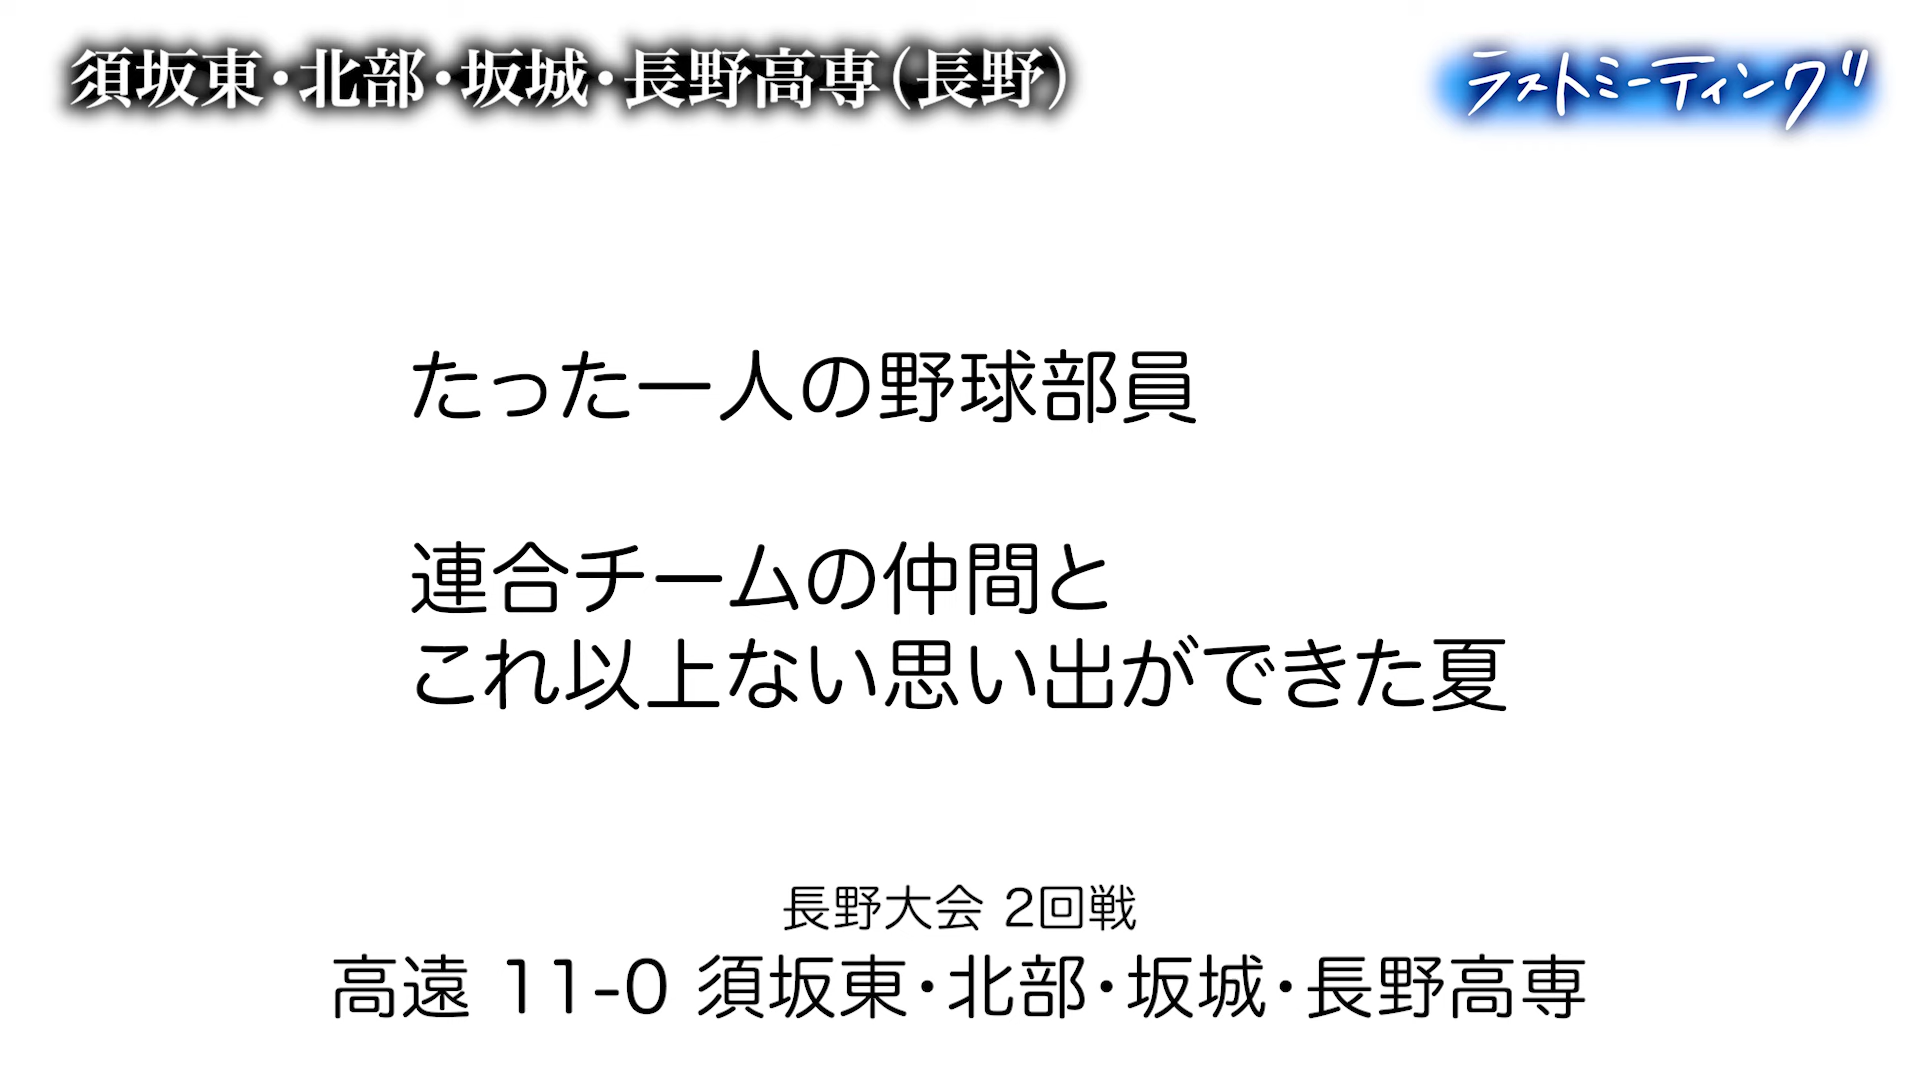 須坂東・北部・坂城・長野高専(長野)
ラストミーティング
たった一人の野球部員
連合チームの仲間と
これ以上ない思い出ができた夏
長野大会 2回戦
高遠 11-0 須坂東・北部・坂城・長野高専